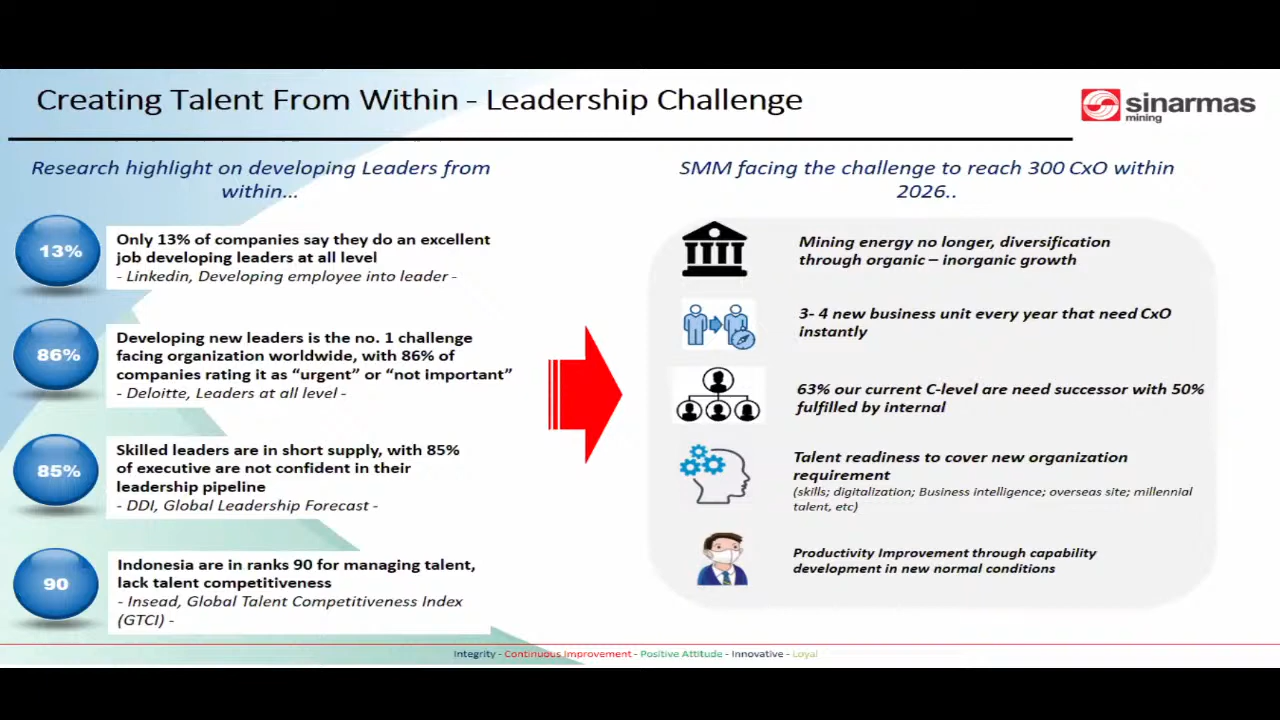 Creating Talent From Within - Leadership Challenge
sinarmas
mining
Research highlight on developing Leaders from
within...
13%
Only 13% of companies say they do an excellent
job developing leaders at all level
- Linkedin, Developing employee into leader -
86%
Developing new leaders is the no. 1 challenge
facing organization worldwide, with 86% of
companies rating it as “urgent” or “not important”
- Deloitte, Leaders at all level -
85%
Skilled leaders are in short supply, with 85%
of executive are not confident in their
leadership pipeline
- DDI, Global Leadership Forecast -
90
Indonesia are in ranks 90 for managing talent,
lack talent competitiveness
- Insead, Global Talent Competitiveness Index
(GTCI) -
SMM facing the challenge to reach 300 CxO within
2026..
Mining energy no longer, diversification
through organic – inorganic growth
3- 4 new business unit every year that need CxO
instantly
63% our current C-level are need successor with 50%
fulfilled by internal
Talent readiness to cover new organization
requirement
(skills; digitalization; Business intelligence; overseas site; millennial
talent, etc)
Productivity Improvement through capability
development in new normal conditions
Integrity - Continuous Improvement - Positive Attitude - Innovative - Loyal